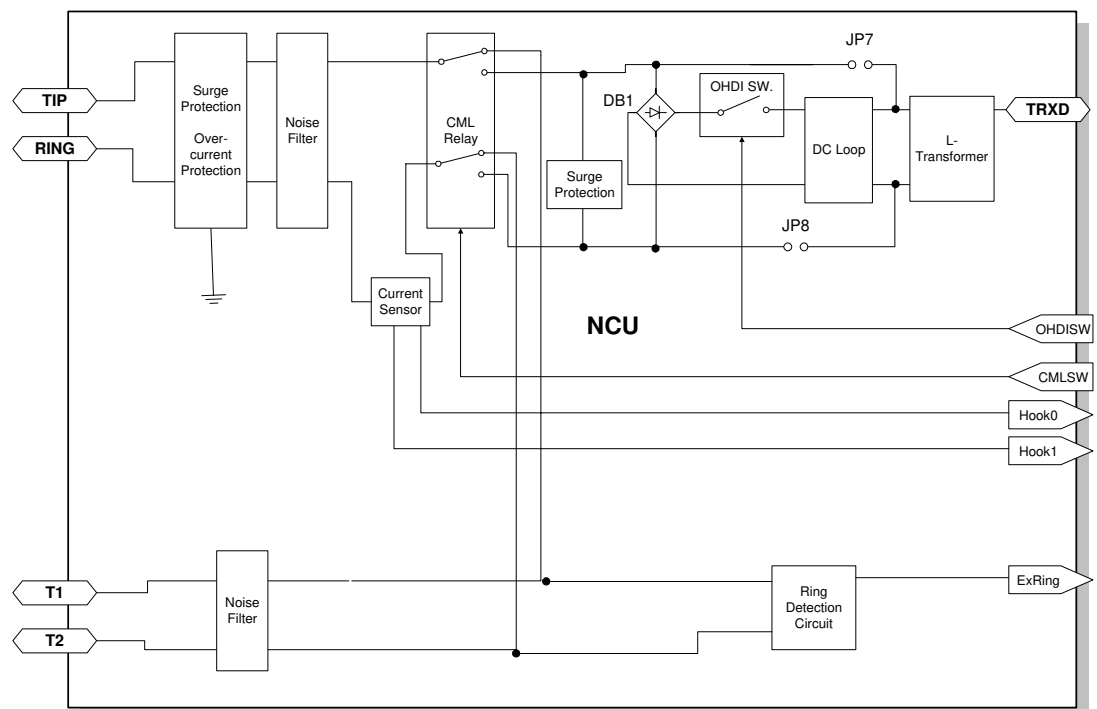 JP7
TIP
Surge
Protection
Over-
current
Protection
Noise
Filter
CML
Relay
DB1
OHDI SW.
TRXD
RING
DC Loop
L-
Transformer
Surge
Protection
JP8
Current
Sensor
NCU
OHDISW
CMLSW
Hook0
Hook1
T1
T2
Noise
Filter
Ring
Detection
Circuit
ExRing